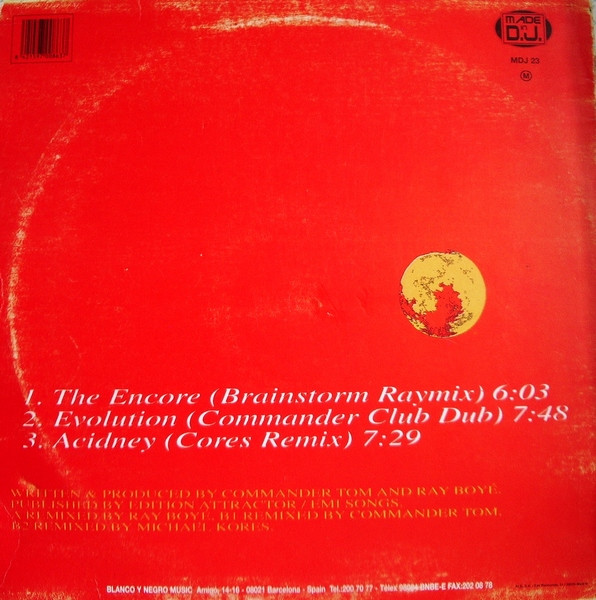 MADE
in
D.J.
MDJ 23
M
1. The Encore (Brainstorm Raymix) 6:03
2. Evolution (Commander Club Dub) 7:48
3. Acidney (Cores Remix) 7:29
WRITTEN & PRODUCED BY COMMANDER TOM AND RAY BOYÉ.
PUBLISHED BY EDITION ATTRACTOR / EMI SONGS.
A REMIXED BY RAY BOYÉ. B1 REMIXED BY COMMANDER TOM.
B2 REMIXED BY MICHAEL KORES.
BLANCO Y NEGRO MUSIC Amigo, 14-16 - 08021 Barcelona - Spain Tel:200 70 77 - Télex 98084 BNBE-E FAX:202 08 78